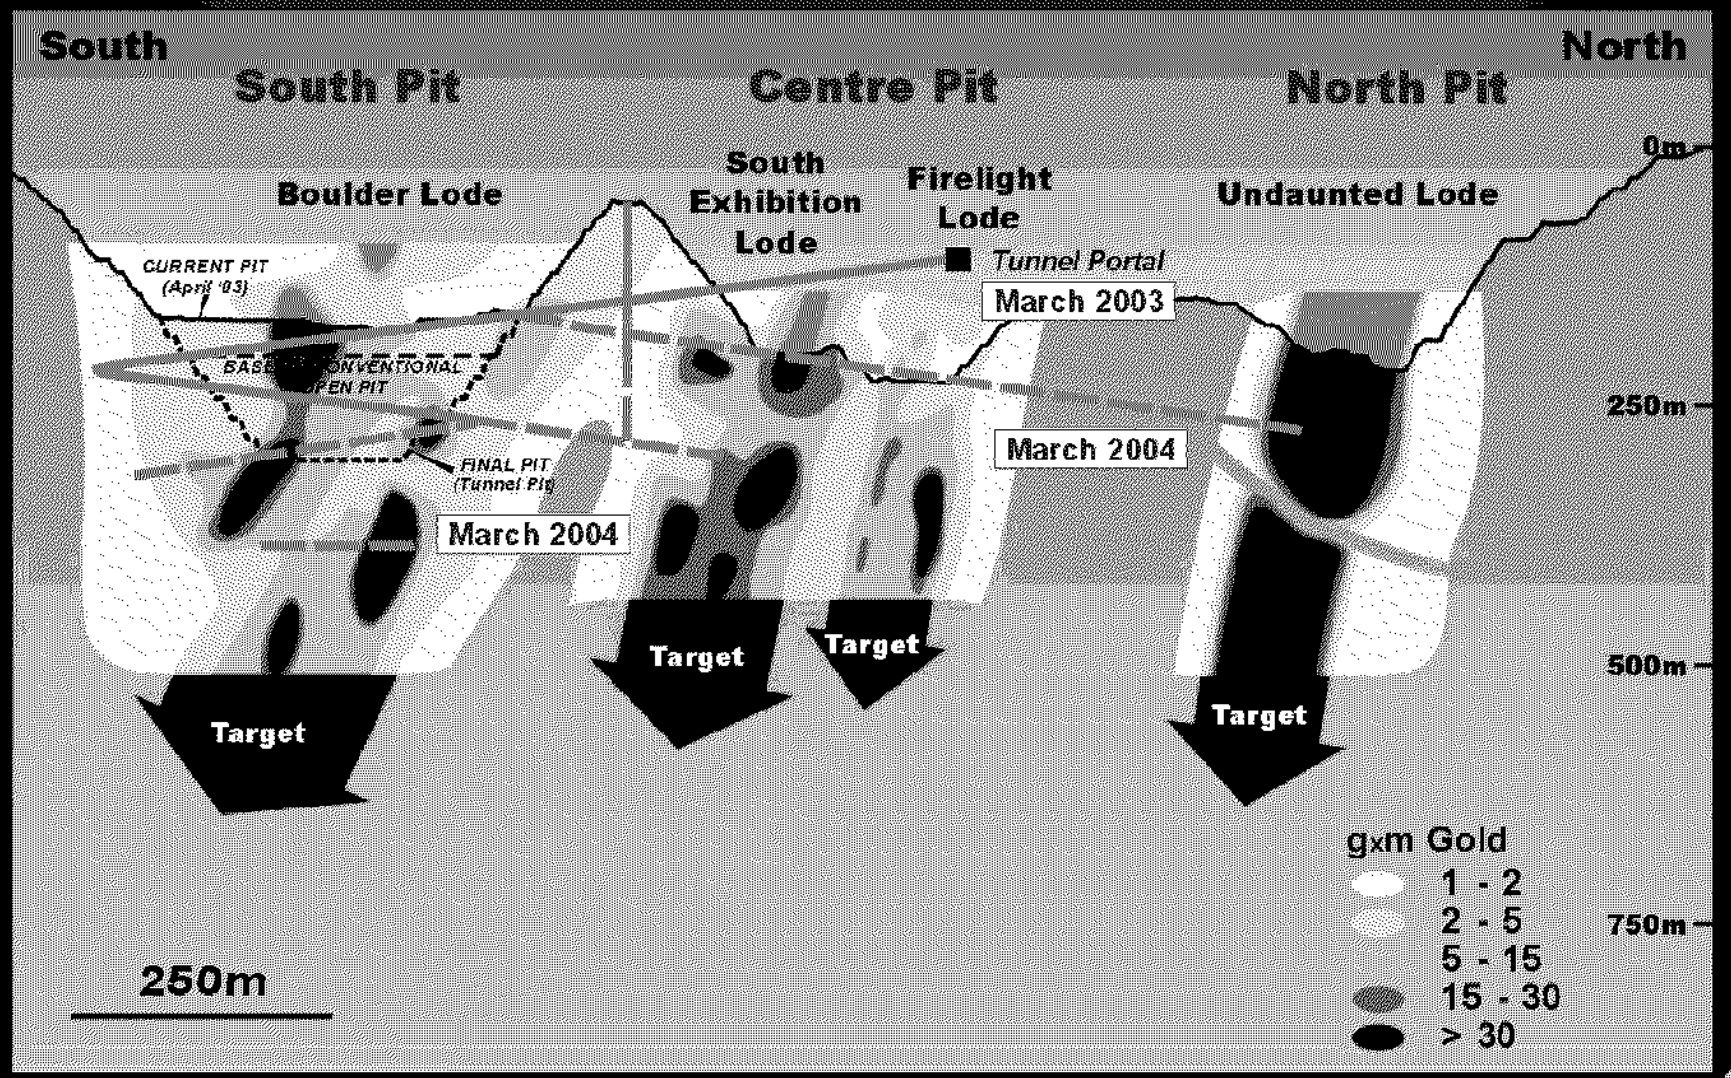 South
North
South Pit
Centre Pit
North Pit
0m
Boulder Lode
South
Exhibition
Lode
Firelight
Lode
Undaunted Lode
CURRENT PIT
(April '03)
Tunnel Portal
March 2003
BASE CONVENTIONAL
OPEN PIT
250m
March 2004
FINAL PIT
(Tunnel Pit)
March 2004
Target
Target
Target
Target
500m
gxm Gold
1 - 2
2 - 5
5 - 15
15 - 30
> 30
750m
250m